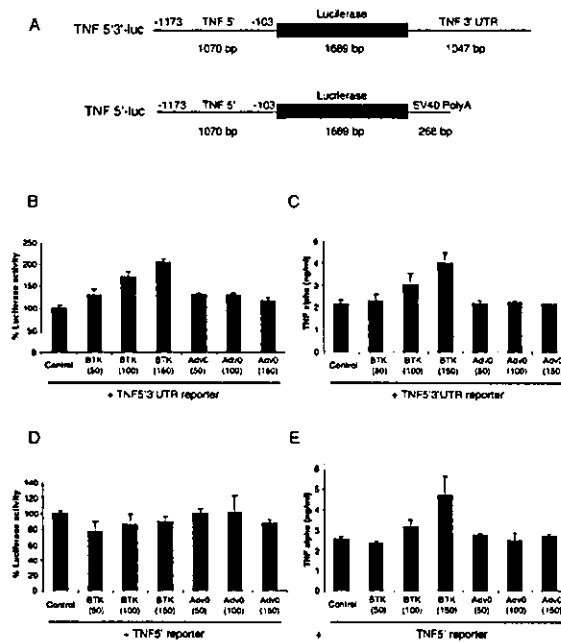 A
TNF 5'3'-luc
-1173 TNF 5' -103 Luciferase TNF 3' UTR
1070 bp 1689 bp 1047 bp
TNF 5'-luc
-1173 TNF 5' -103 Luciferase SV40 PolyA
1070 bp 1689 bp 268 bp
B
% Luciferase activity
250
200
150
100
50
0
Control BTK (50) BTK (100) BTK (150) Adv0 (50) Adv0 (100) Adv0 (150)
+ TNF5'3'UTR reporter
C
TNF alpha (ng/ml)
6
5
4
3
2
1
0
Control BTK (50) BTK (100) BTK (150) Adv0 (50) Adv0 (100) Adv0 (150)
+ TNF5'3'UTR reporter
D
% Luciferase activity
140
120
100
80
60
40
20
0
Control BTK (50) BTK (100) BTK (150) Adv0 (50) Adv0 (100) Adv0 (150)
+ TNF5' reporter
E
TNF alpha (ng/ml)
6
5
4
3
2
1
0
Control BTK (50) BTK (100) BTK (150) Adv0 (50) Adv0 (100) Adv0 (150)
+ TNF5' reporter